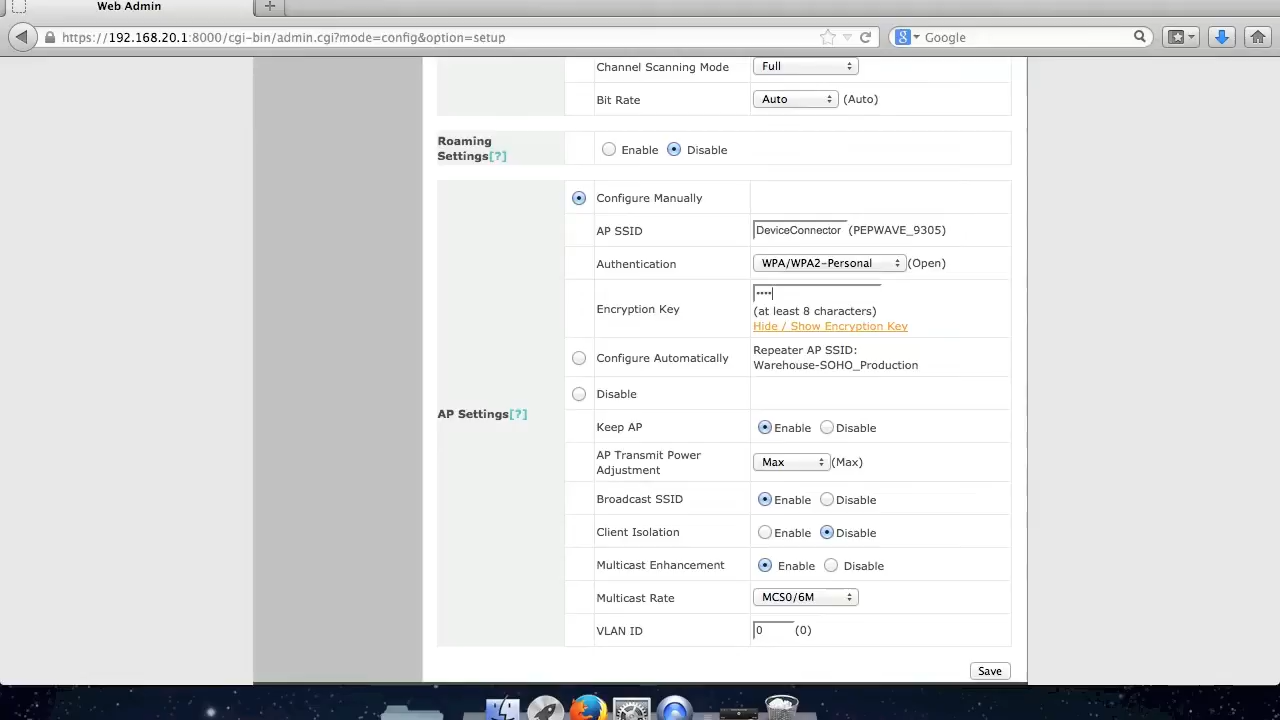 Web Admin
https://192.168.20.1:8000/cgi-bin/admin.cgi?mode=config&option=setup
Google
Channel Scanning Mode Full
Bit Rate Auto (Auto)
Roaming Settings[?] Enable Disable
Configure Manually
AP SSID DeviceConnector (PEPWAVE_9305)
Authentication WPA/WPA2-Personal (Open)
Encryption Key ••••
(at least 8 characters)
Hide / Show Encryption Key
Configure Automatically Repeater AP SSID:
Warehouse-SOHO_Production
Disable
AP Settings[?]
Keep AP Enable Disable
AP Transmit Power Adjustment Max (Max)
Broadcast SSID Enable Disable
Client Isolation Enable Disable
Multicast Enhancement Enable Disable
Multicast Rate MCS0/6M
VLAN ID 0 (0)
Save